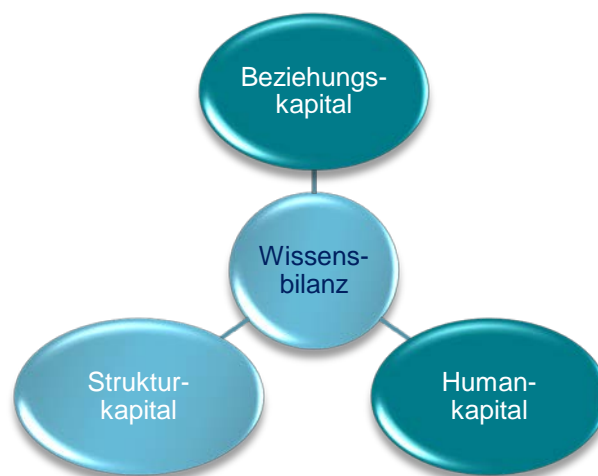 Beziehungs-
kapital
Wissens-
bilanz
Struktur-
kapital
Human-
kapital